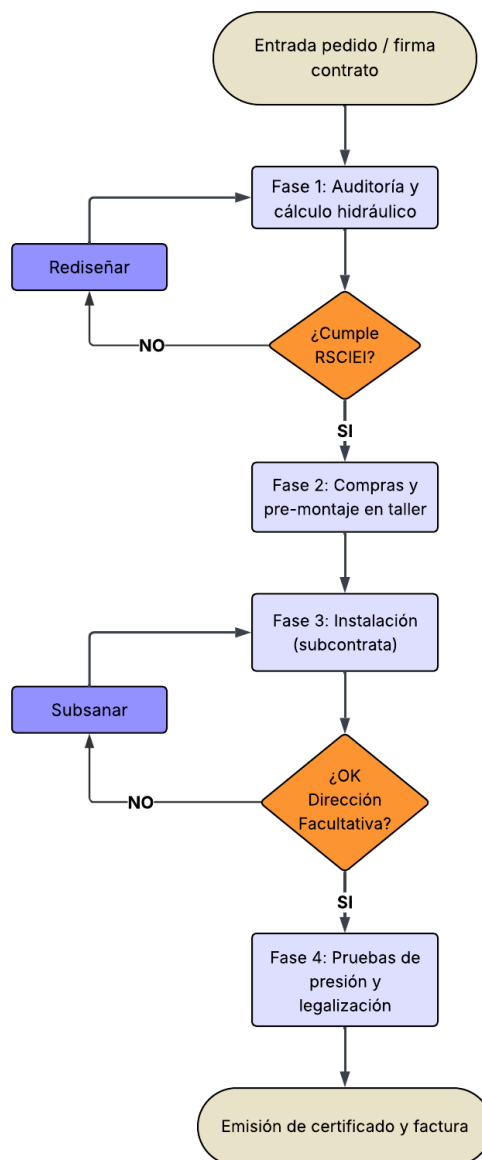 Entrada pedido / firma
contrato
Fase 1: Auditoría y
cálculo hidráulico
Rediseñar
¿Cumple
RSCIEI?
NO
SI
Fase 2: Compras y
pre-montaje en taller
Fase 3: Instalación
(subcontrata)
Subsanar
¿OK
Dirección
Facultativa?
NO
SI
Fase 4: Pruebas de
presión y
legalización
Emisión de certificado y factura